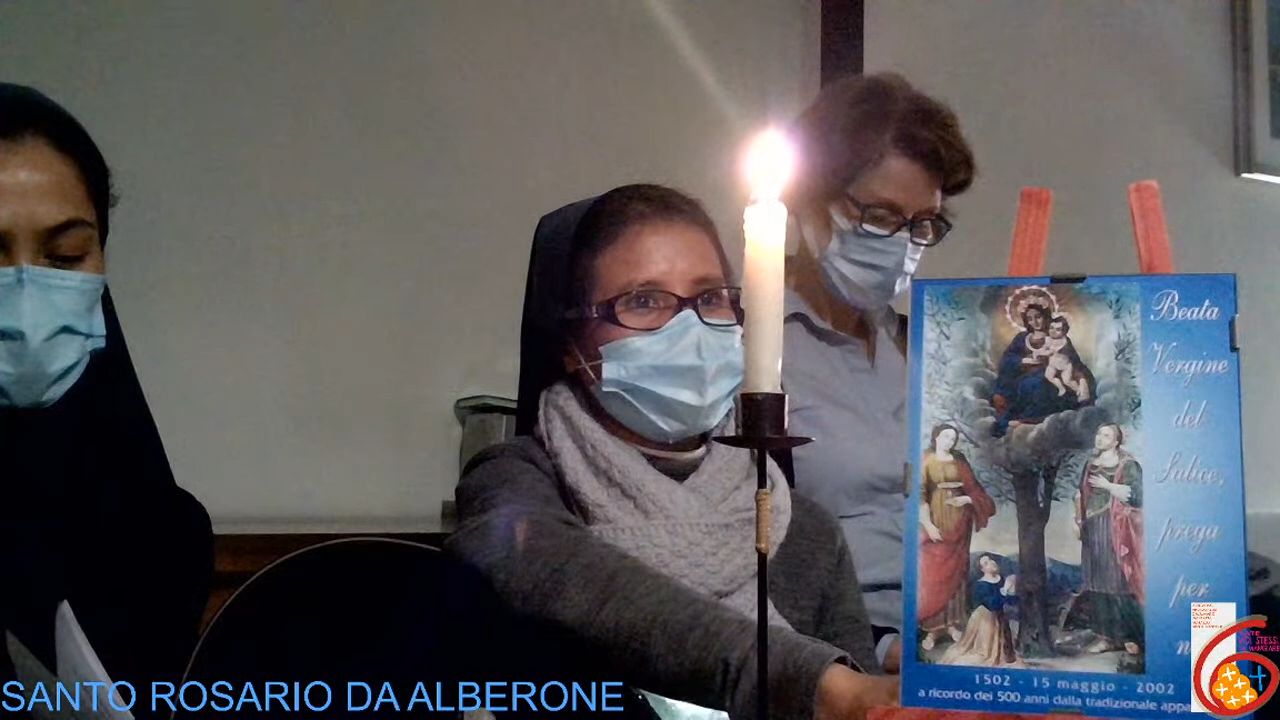 Beata
Vergine
del
Salice,
prega
per
1502 - 15 maggio - 2002
a ricordo dei 500 anni dalla tradizionale
SANTO ROSARIO DA ALBERONE